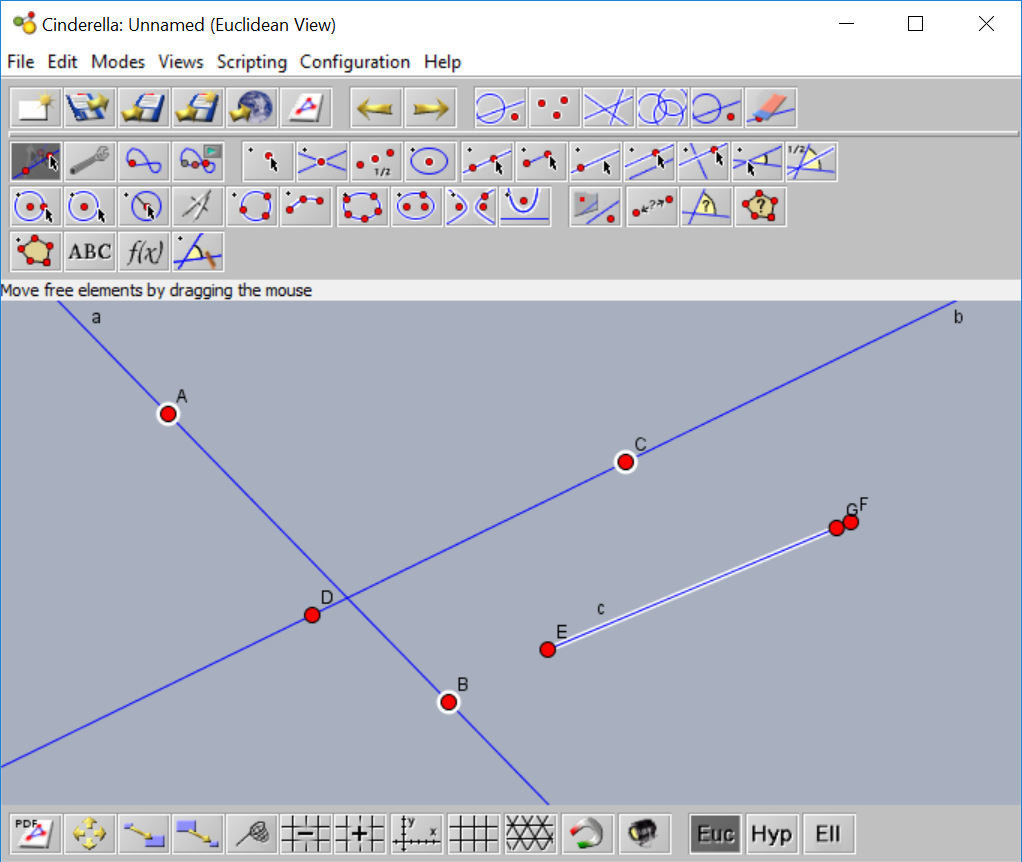 Cinderella: Unnamed (Euclidean View)
File Edit Modes Views Scripting Configuration Help
1/2
1/2
?
?
?
ABC f(x)
Move free elements by dragging the mouse
a
b
A
C
F
G
D
c
E
B
PDF
y
x
Euc Hyp Ell